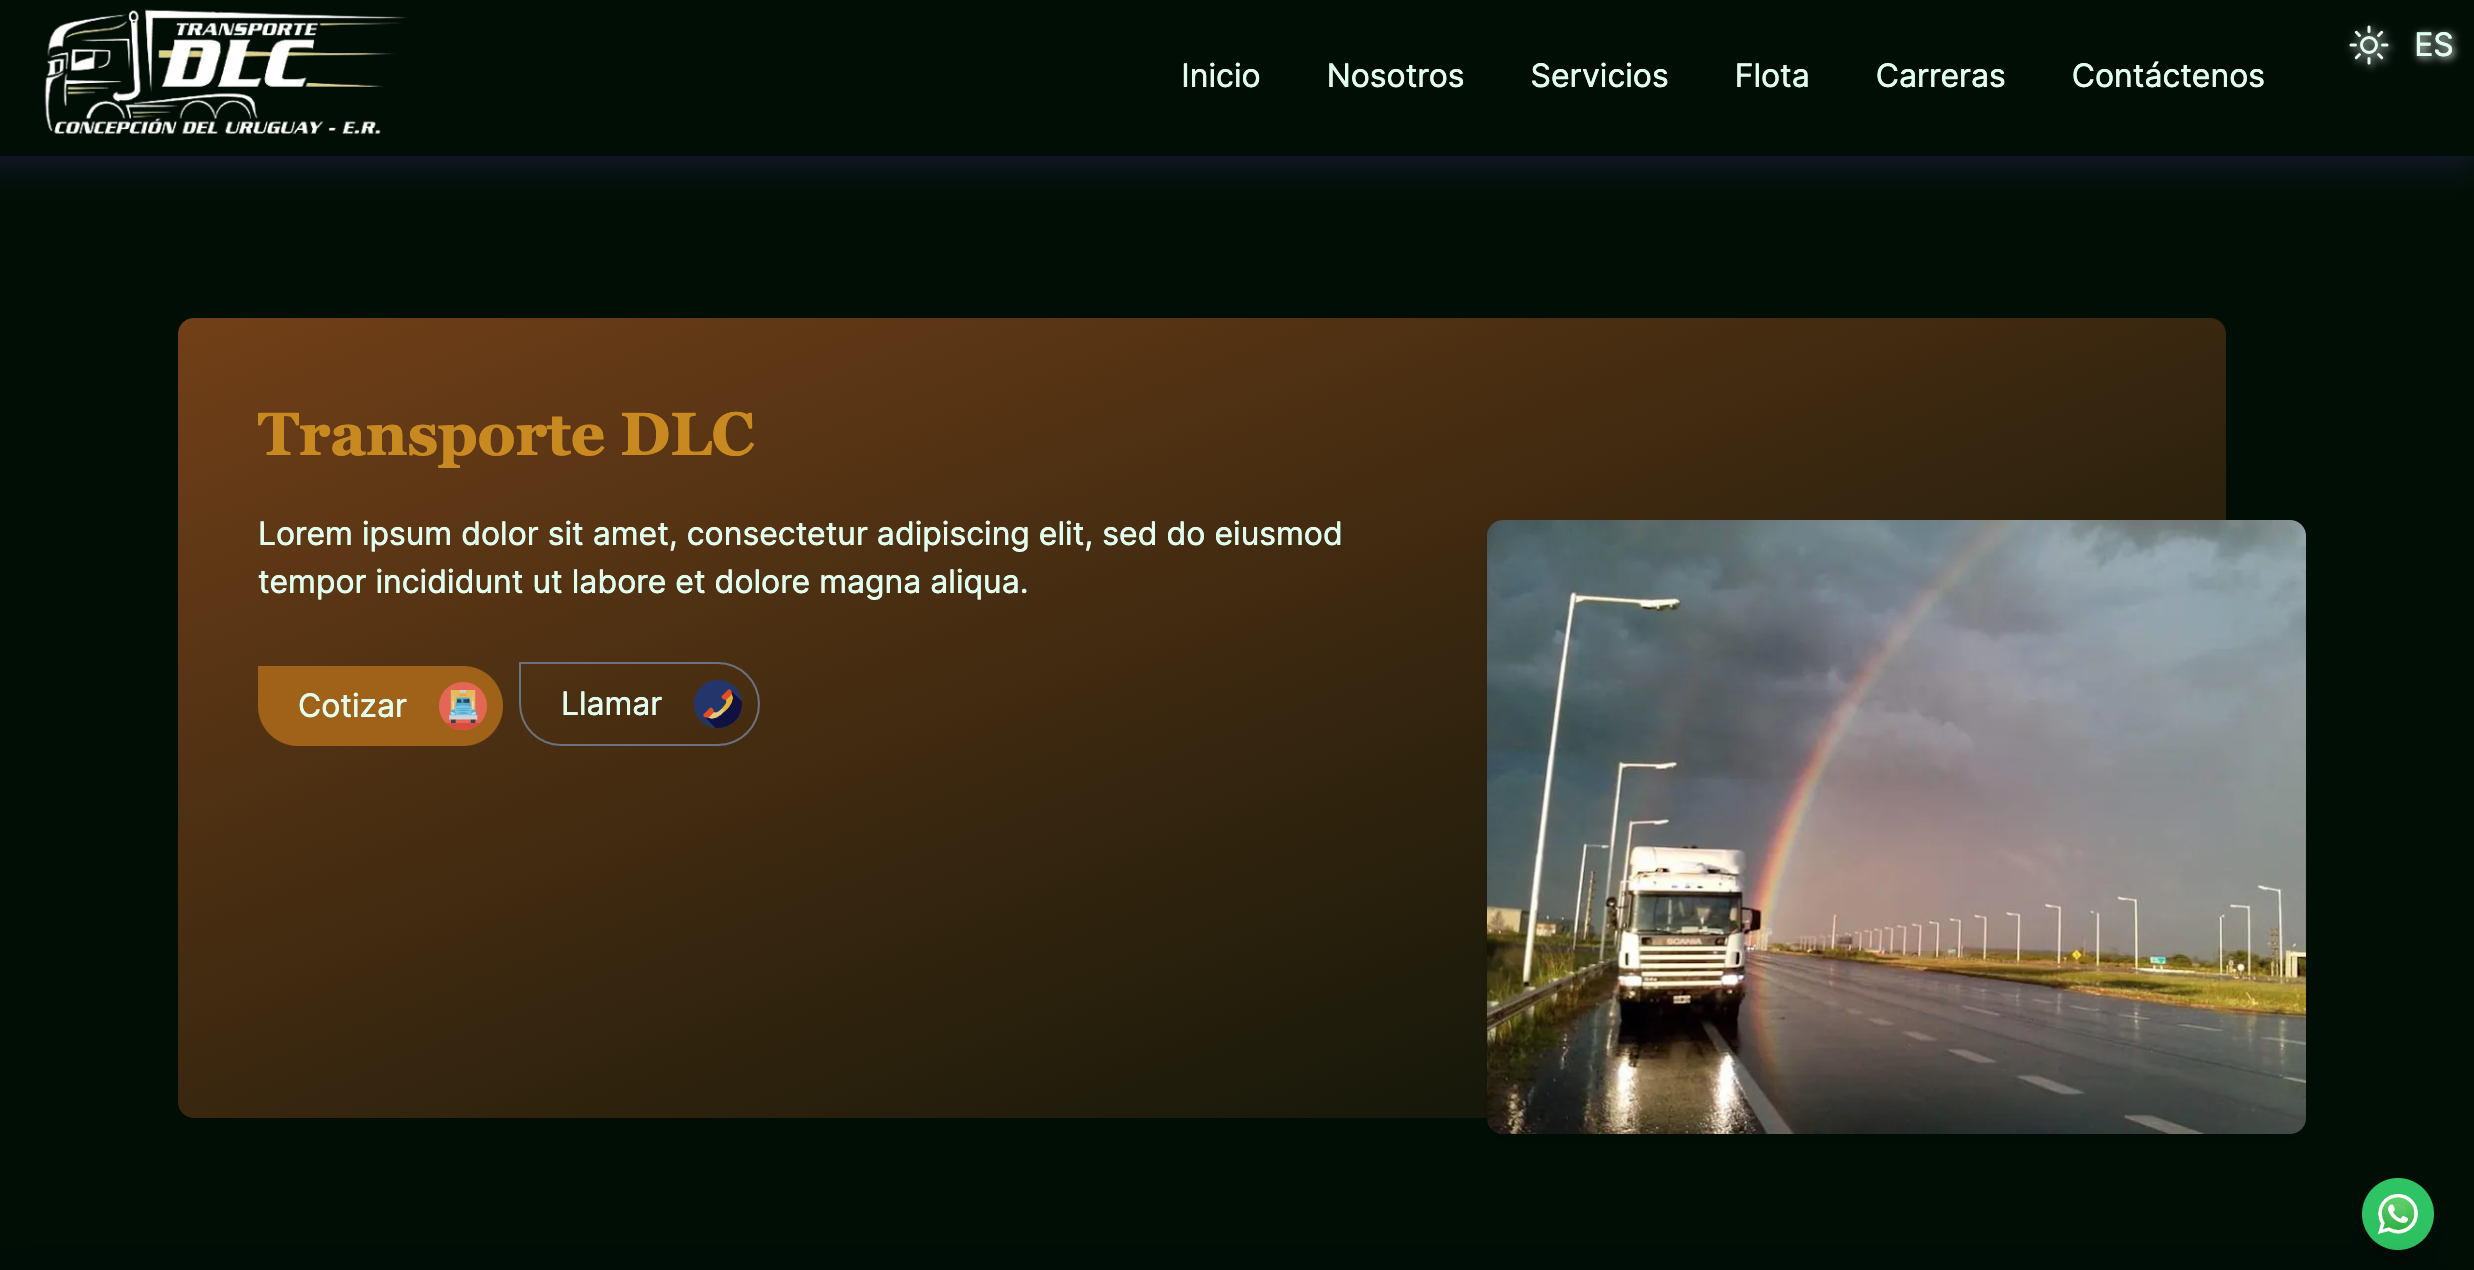 TRANSPORTE
DLC
CONCEPCIÓN DEL URUGUAY - E.R.
Inicio
Nosotros
Servicios
Flota
Carreras
Contáctenos
ES
Transporte DLC
Lorem ipsum dolor sit amet, consectetur adipiscing elit, sed do eiusmod
tempor incididunt ut labore et dolore magna aliqua.
Cotizar
Llamar
SCANIA